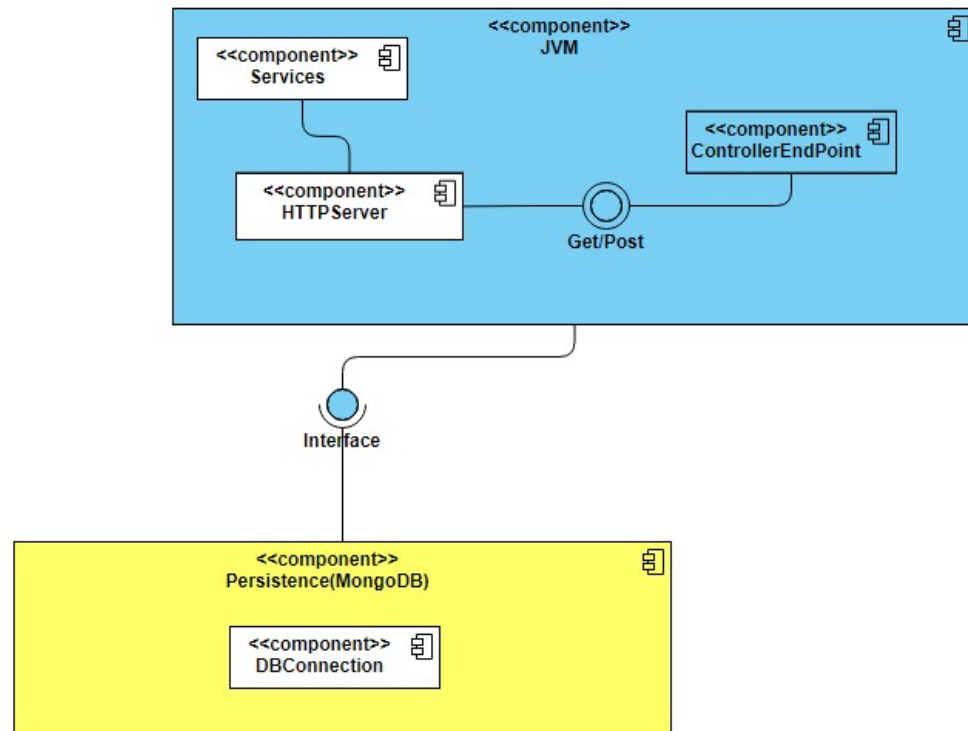 <<component>>
JVM
<<component>>
Services
<<component>>
ControllerEndPoint
<<component>>
HTTPServer
Get/Post
Interface
<<component>>
Persistence(MongoDB)
<<component>>
DBConnection